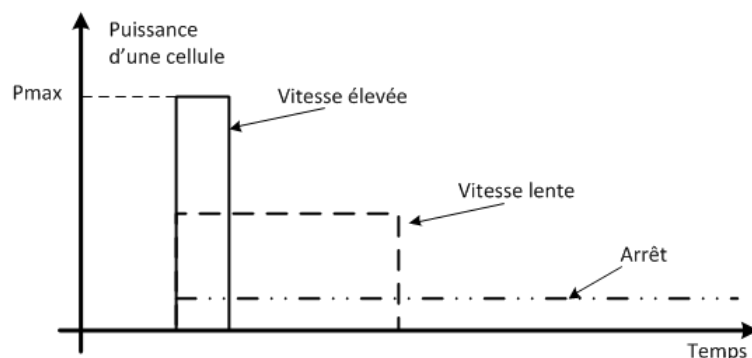 Puissance
d'une cellule
Pmax
Vitesse élevée
Vitesse lente
Arrêt
Temps